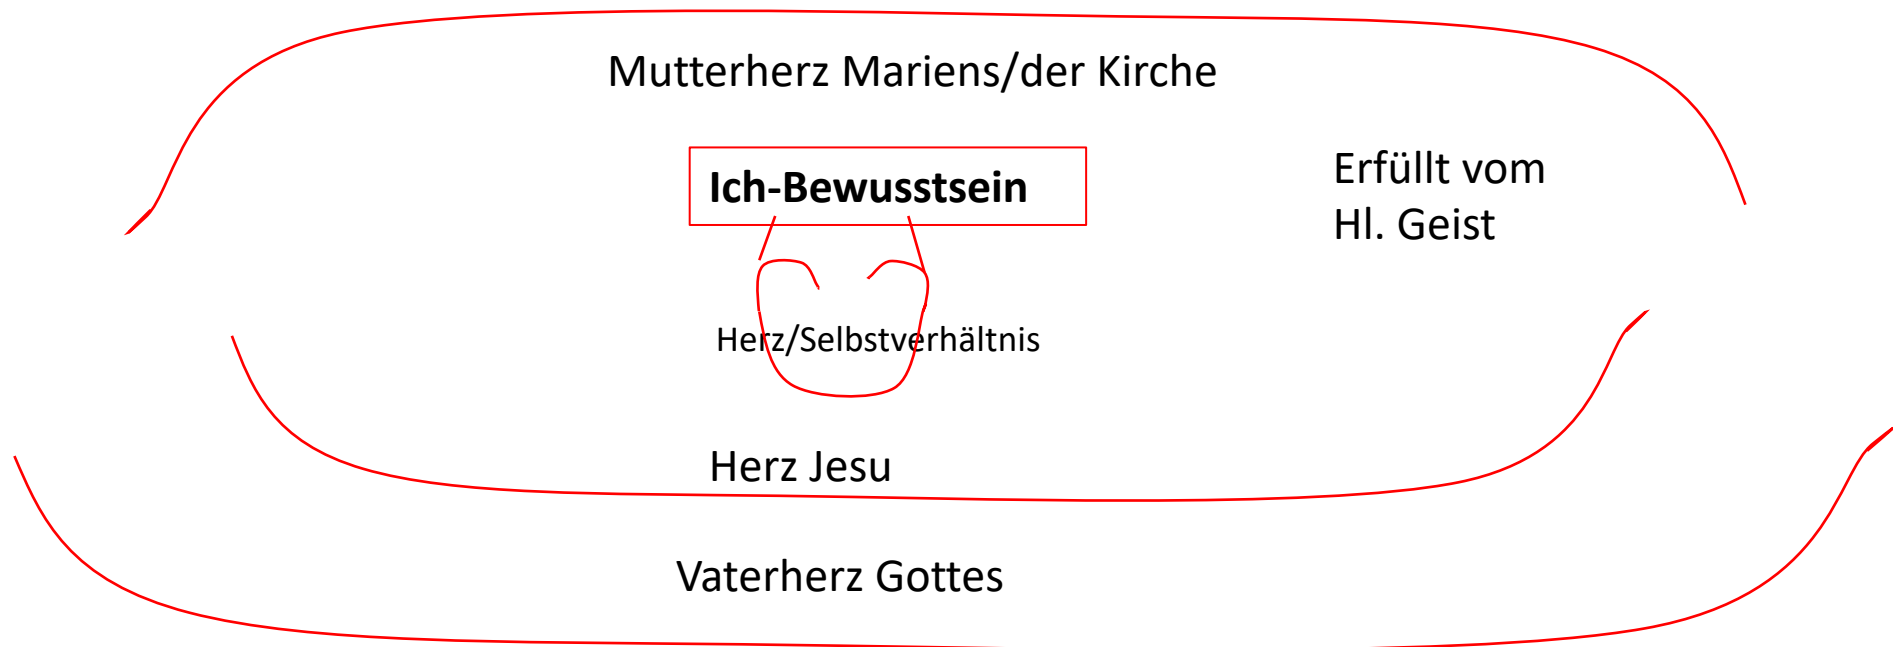 Mutterherz Mariens/der Kirche
Ich-Bewusstsein
Erfüllt vom
Hl. Geist
Herz/Selbstverhältnis
Herz Jesu
Vaterherz Gottes